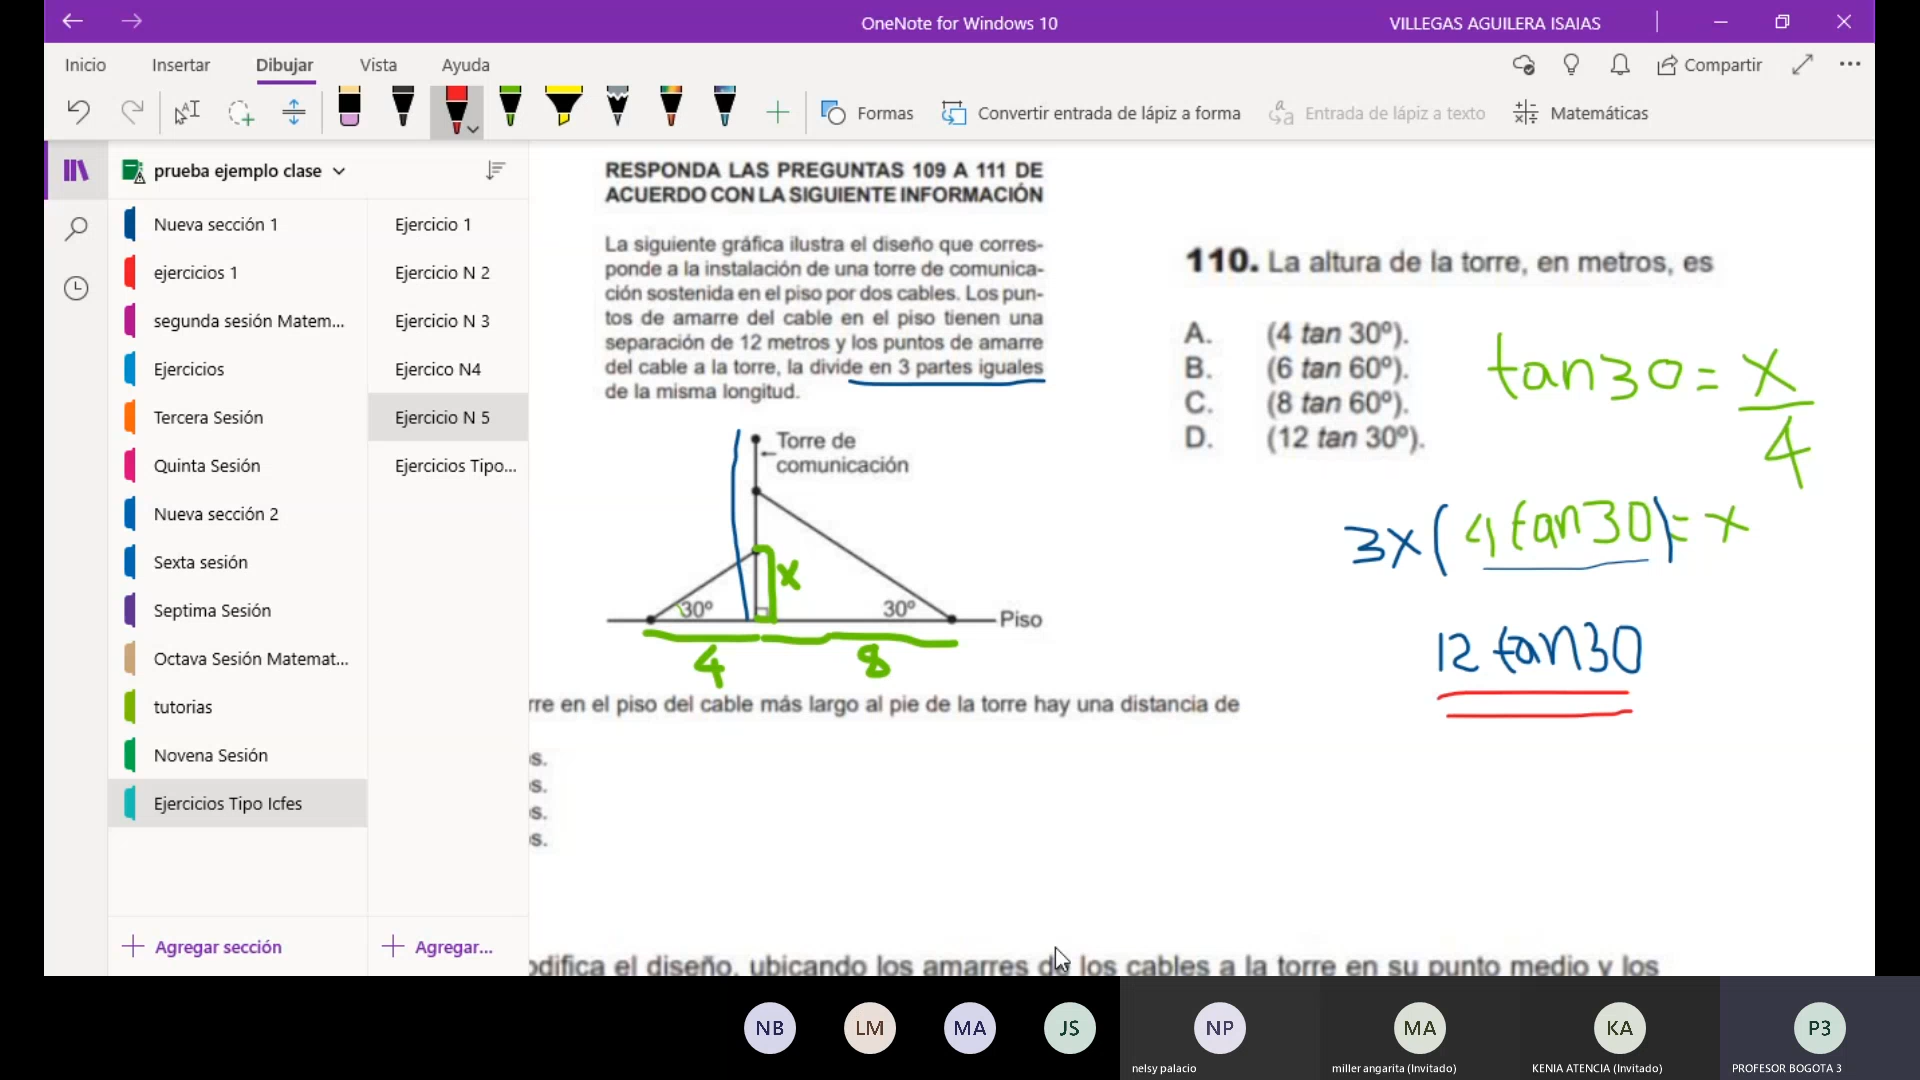 OneNote for Windows 10
VILLEGAS AGUILERA ISAIAS
Inicio
Insertar
Dibujar
Vista
Ayuda
Compartir
Formas
Convertir entrada de lápiz a forma
Entrada de lápiz a texto
Matemáticas
prueba ejemplo clase
Nueva sección 1
ejercicios 1
segunda sesión Matem...
Ejercicios
Tercera Sesión
Quinta Sesión
Nueva sección 2
Sexta sesión
Septima Sesión
Octava Sesión Matemat...
tutorias
Novena Sesión
Ejercicios Tipo Icfes
Agregar sección
Ejercicio 1
Ejercicio N 2
Ejercicio N 3
Ejercico N4
Ejercicio N 5
Ejercicios Tipo...
Agregar...
RESPONDA LAS PREGUNTAS 109 A 111 DE
ACUERDO CON LA SIGUIENTE INFORMACIÓN
La siguiente gráfica ilustra el diseño que corres-
ponde a la instalación de una torre de comunica-
ción sostenida en el piso por dos cables. Los pun-
tos de amarre del cable en el piso tienen una
separación de 12 metros y los puntos de amarre
del cable a la torre, la divide en 3 partes iguales
de la misma longitud.
Torre de
comunicación
x
30º
30º
Piso
4
8
rre en el piso del cable más largo al pie de la torre hay una distancia de
s.
s.
s.
s.
110. La altura de la torre, en metros, es
A. (4 tan 30º).
B. (6 tan 60º).
C. (8 tan 60º).
D. (12 tan 30º).
tan30 = x
4
3x(4tan30) = x
12 tan30
odifica el diseño, ubicando los amarres de los cables a la torre en su punto medio y los
NB
LM
MA
JS
NP
MA
KA
P3
nelsy palacio
miller angarita (Invitado)
KENIA ATENCIA (Invitado)
PROFESOR BOGOTA 3